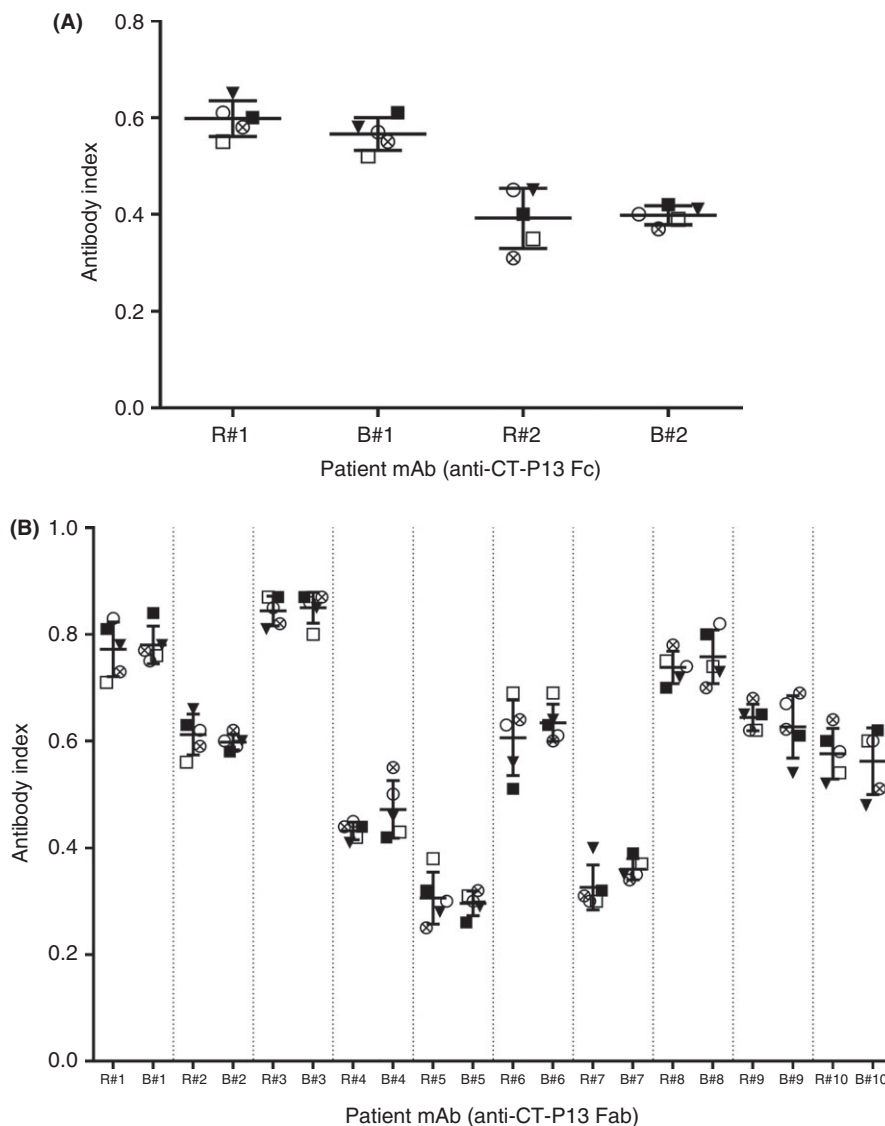 (A)
0.8
0.6
0.4
0.2
0.0
Antibody index
R#1 B#1 R#2 B#2
Patient mAb (anti-CT-P13 Fc)
(B)
1.0
0.8
0.6
0.4
0.2
0.0
Antibody index
R#1 B#1 R#2 B#2 R#3 B#3 R#4 B#4 R#5 B#5 R#6 B#6 R#7 B#7 R#8 B#8 R#9 B#9 R#10 B#10
Patient mAb (anti-CT-P13 Fab)